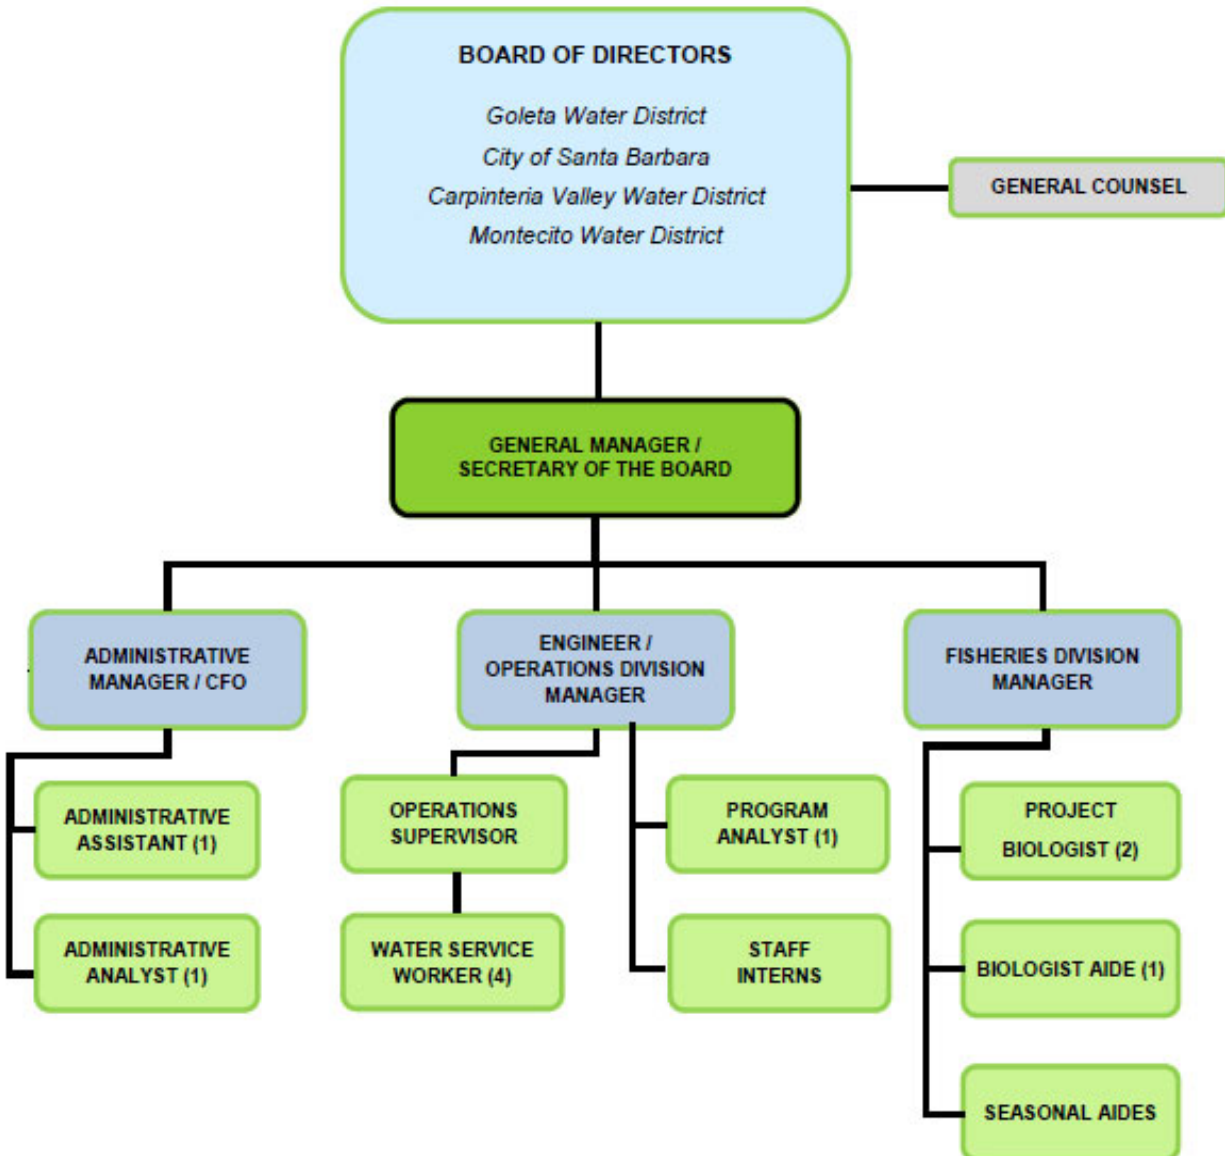 BOARD OF DIRECTORS
Goleta Water District
City of Santa Barbara
Carpinteria Valley Water District
Montecito Water District
GENERAL COUNSEL
GENERAL MANAGER /
SECRETARY OF THE BOARD
ADMINISTRATIVE
MANAGER / CFO
ENGINEER /
OPERATIONS DIVISION
MANAGER
FISHERIES DIVISION
MANAGER
ADMINISTRATIVE
ASSISTANT (1)
ADMINISTRATIVE
ANALYST (1)
OPERATIONS
SUPERVISOR
WATER SERVICE
WORKER (4)
PROGRAM
ANALYST (1)
STAFF
INTERNS
PROJECT
BIOLOGIST (2)
BIOLOGIST AIDE (1)
SEASONAL AIDES